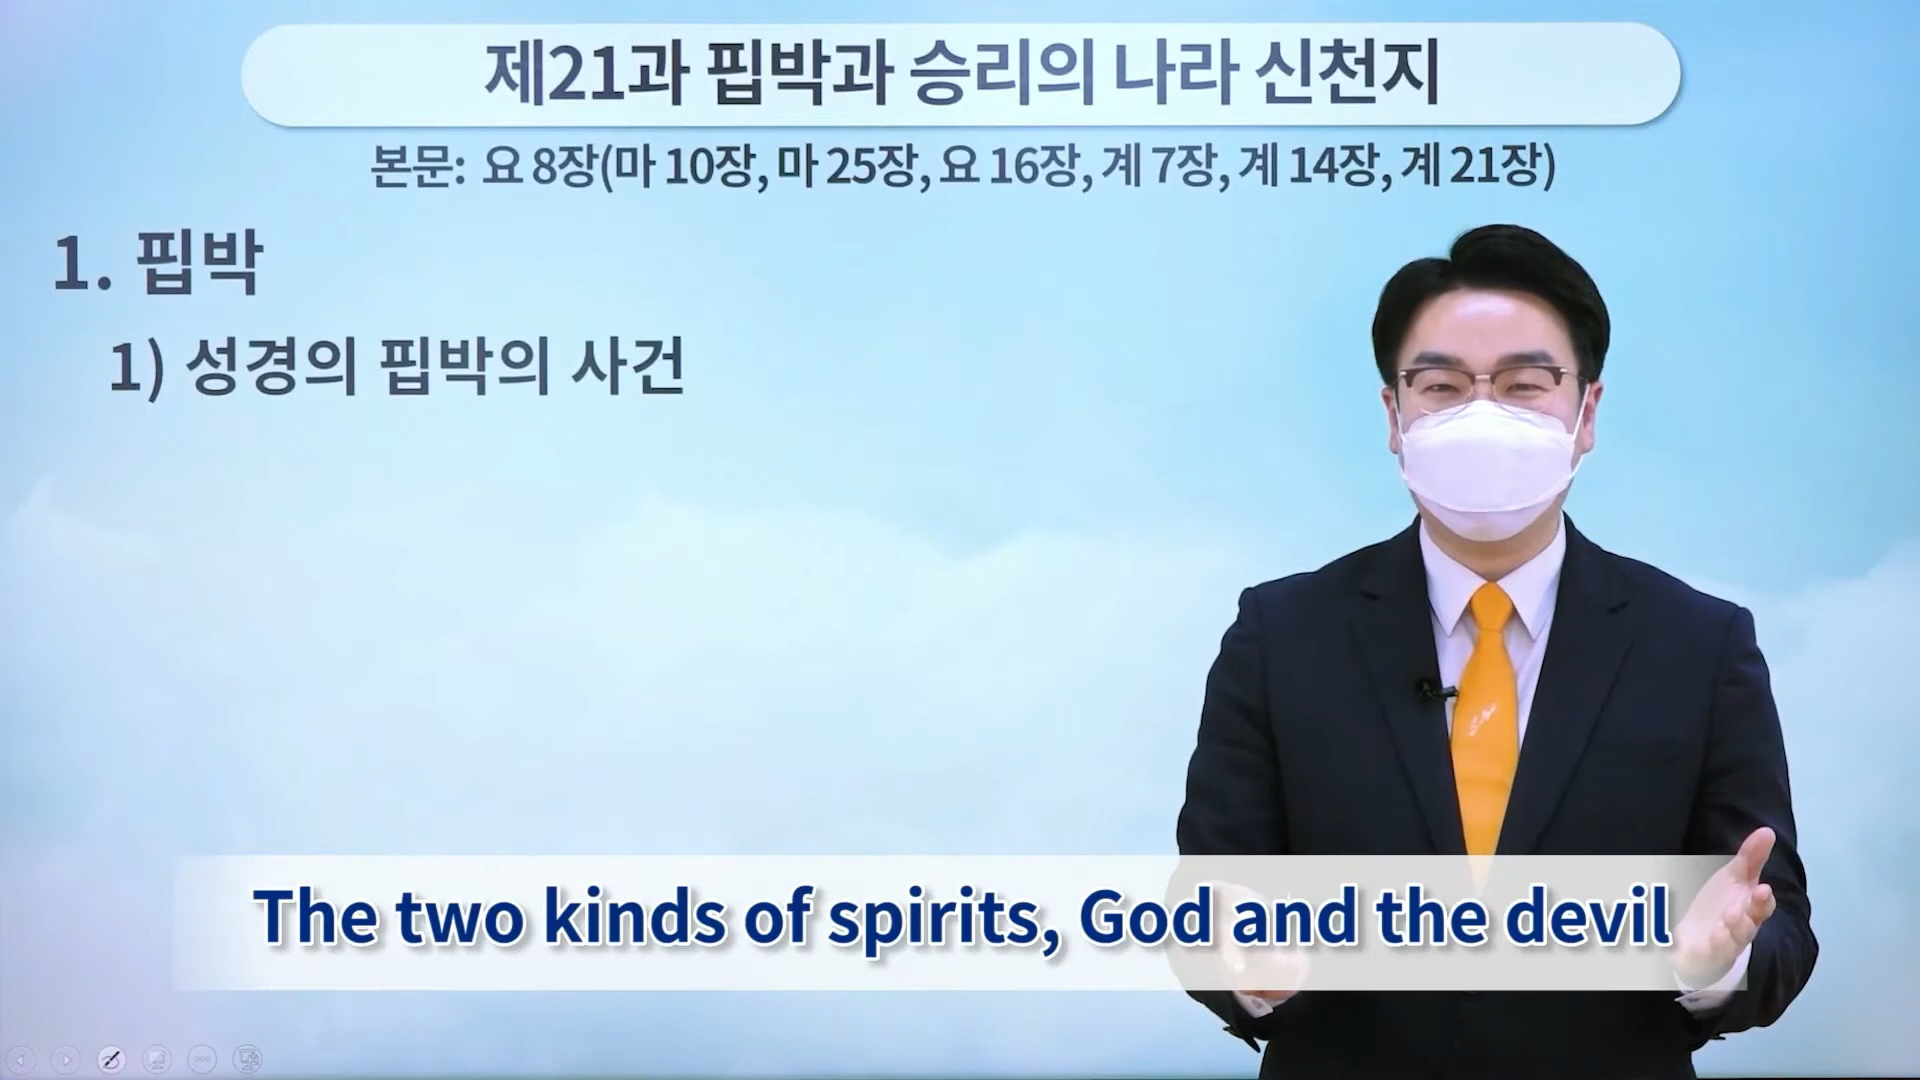 제21과 핍박과 승리의 나라 신천지
본문: 요 8장(마 10장, 마 25장, 요 16장, 계 7장, 계 14장, 계 21장)
1. 핍박
1) 성경의 핍박의 사건
The two kinds of spirits, God and the devil